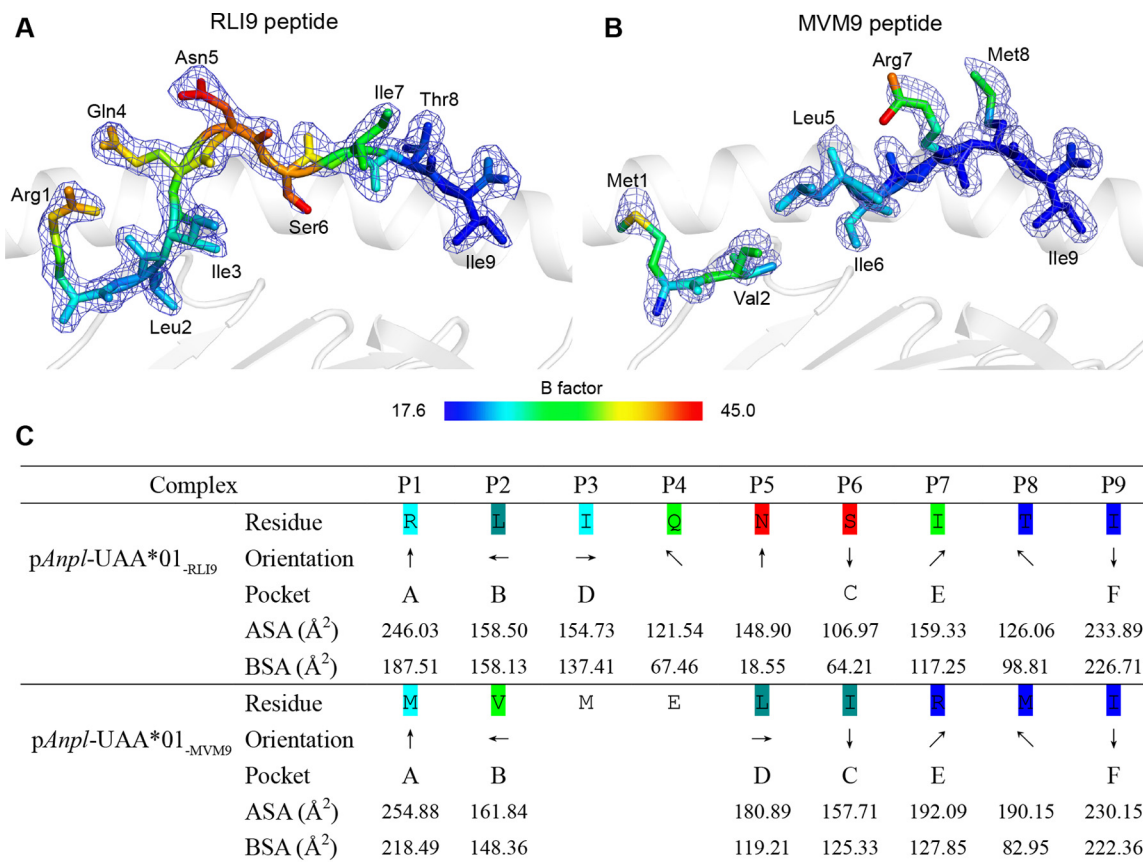 A
RLI9 peptide
Asn5
Gln4
Ile7
Thr8
Arg1
Ser6
Ile3
Ile9
Leu2
B
MVM9 peptide
Arg7
Met8
Leu5
Met1
Ile6
Ile9
Val2
B factor
17.6 45.0
C
Complex P1 P2 P3 P4 P5 P6 P7 P8 P9
pAnpl-UAA*01-RLI9
Residue R L I Q N S I T I
Orientation ↑ ← → ↖ ↑ ↓ ↗ ↖ ↓
Pocket A B D C E F
ASA (Å²) 246.03 158.50 154.73 121.54 148.90 106.97 159.33 126.06 233.89
BSA (Å²) 187.51 158.13 137.41 67.46 18.55 64.21 117.25 98.81 226.71
pAnpl-UAA*01-MVM9
Residue M V M E L I R M I
Orientation ↑ ← → ↓ ↗ ↖ ↓
Pocket A B D C E F
ASA (Å²) 254.88 161.84 180.89 157.71 192.09 190.15 230.15
BSA (Å²) 218.49 148.36 119.21 125.33 127.85 82.95 222.36